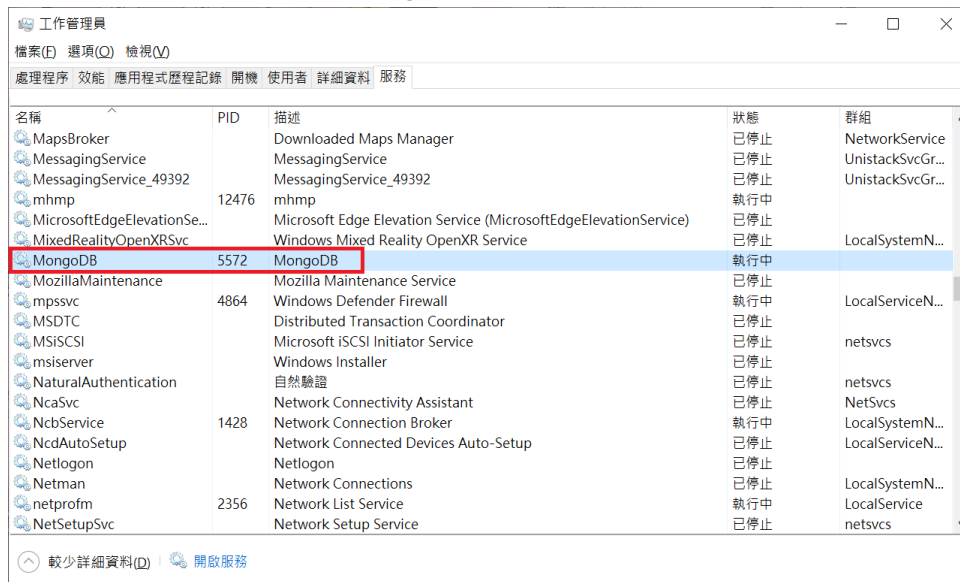 工作管理員
檔案(F) 選項(O) 檢視(V)
處理程序 效能 應用程式歷程記錄 開機 使用者 詳細資料 服務
名稱 PID 描述 狀態 群組
MapsBroker Downloaded Maps Manager 已停止 NetworkService
MessagingService MessagingService 已停止 UnistackSvcGr...
MessagingService_49392 MessagingService_49392 已停止 UnistackSvcGr...
mhmp 12476 mhmp 執行中
MicrosoftEdgeElevationSe... Microsoft Edge Elevation Service (MicrosoftEdgeElevationService) 已停止
MixedRealityOpenXRSvc Windows Mixed Reality OpenXR Service 已停止 LocalSystemN...
MongoDB 5572 MongoDB 執行中
MozillaMaintenance Mozilla Maintenance Service 已停止
mpssvc 4864 Windows Defender Firewall 執行中 LocalServiceN...
MSDTC Distributed Transaction Coordinator 已停止
MSiSCSI Microsoft iSCSI Initiator Service 已停止 netsvcs
msiserver Windows Installer 已停止
NaturalAuthentication 自然驗證 已停止 netsvcs
NcaSvc Network Connectivity Assistant 已停止 NetSvcs
NcbService 1428 Network Connection Broker 執行中 LocalSystemN...
NcdAutoSetup Network Connected Devices Auto-Setup 已停止 LocalServiceN...
Netlogon Netlogon 已停止
Netman Network Connections 已停止 LocalSystemN...
netprofm 2356 Network List Service 執行中 LocalService
NetSetupSvc Network Setup Service 已停止 netsvcs
較少詳細資料(D) 開啟服務